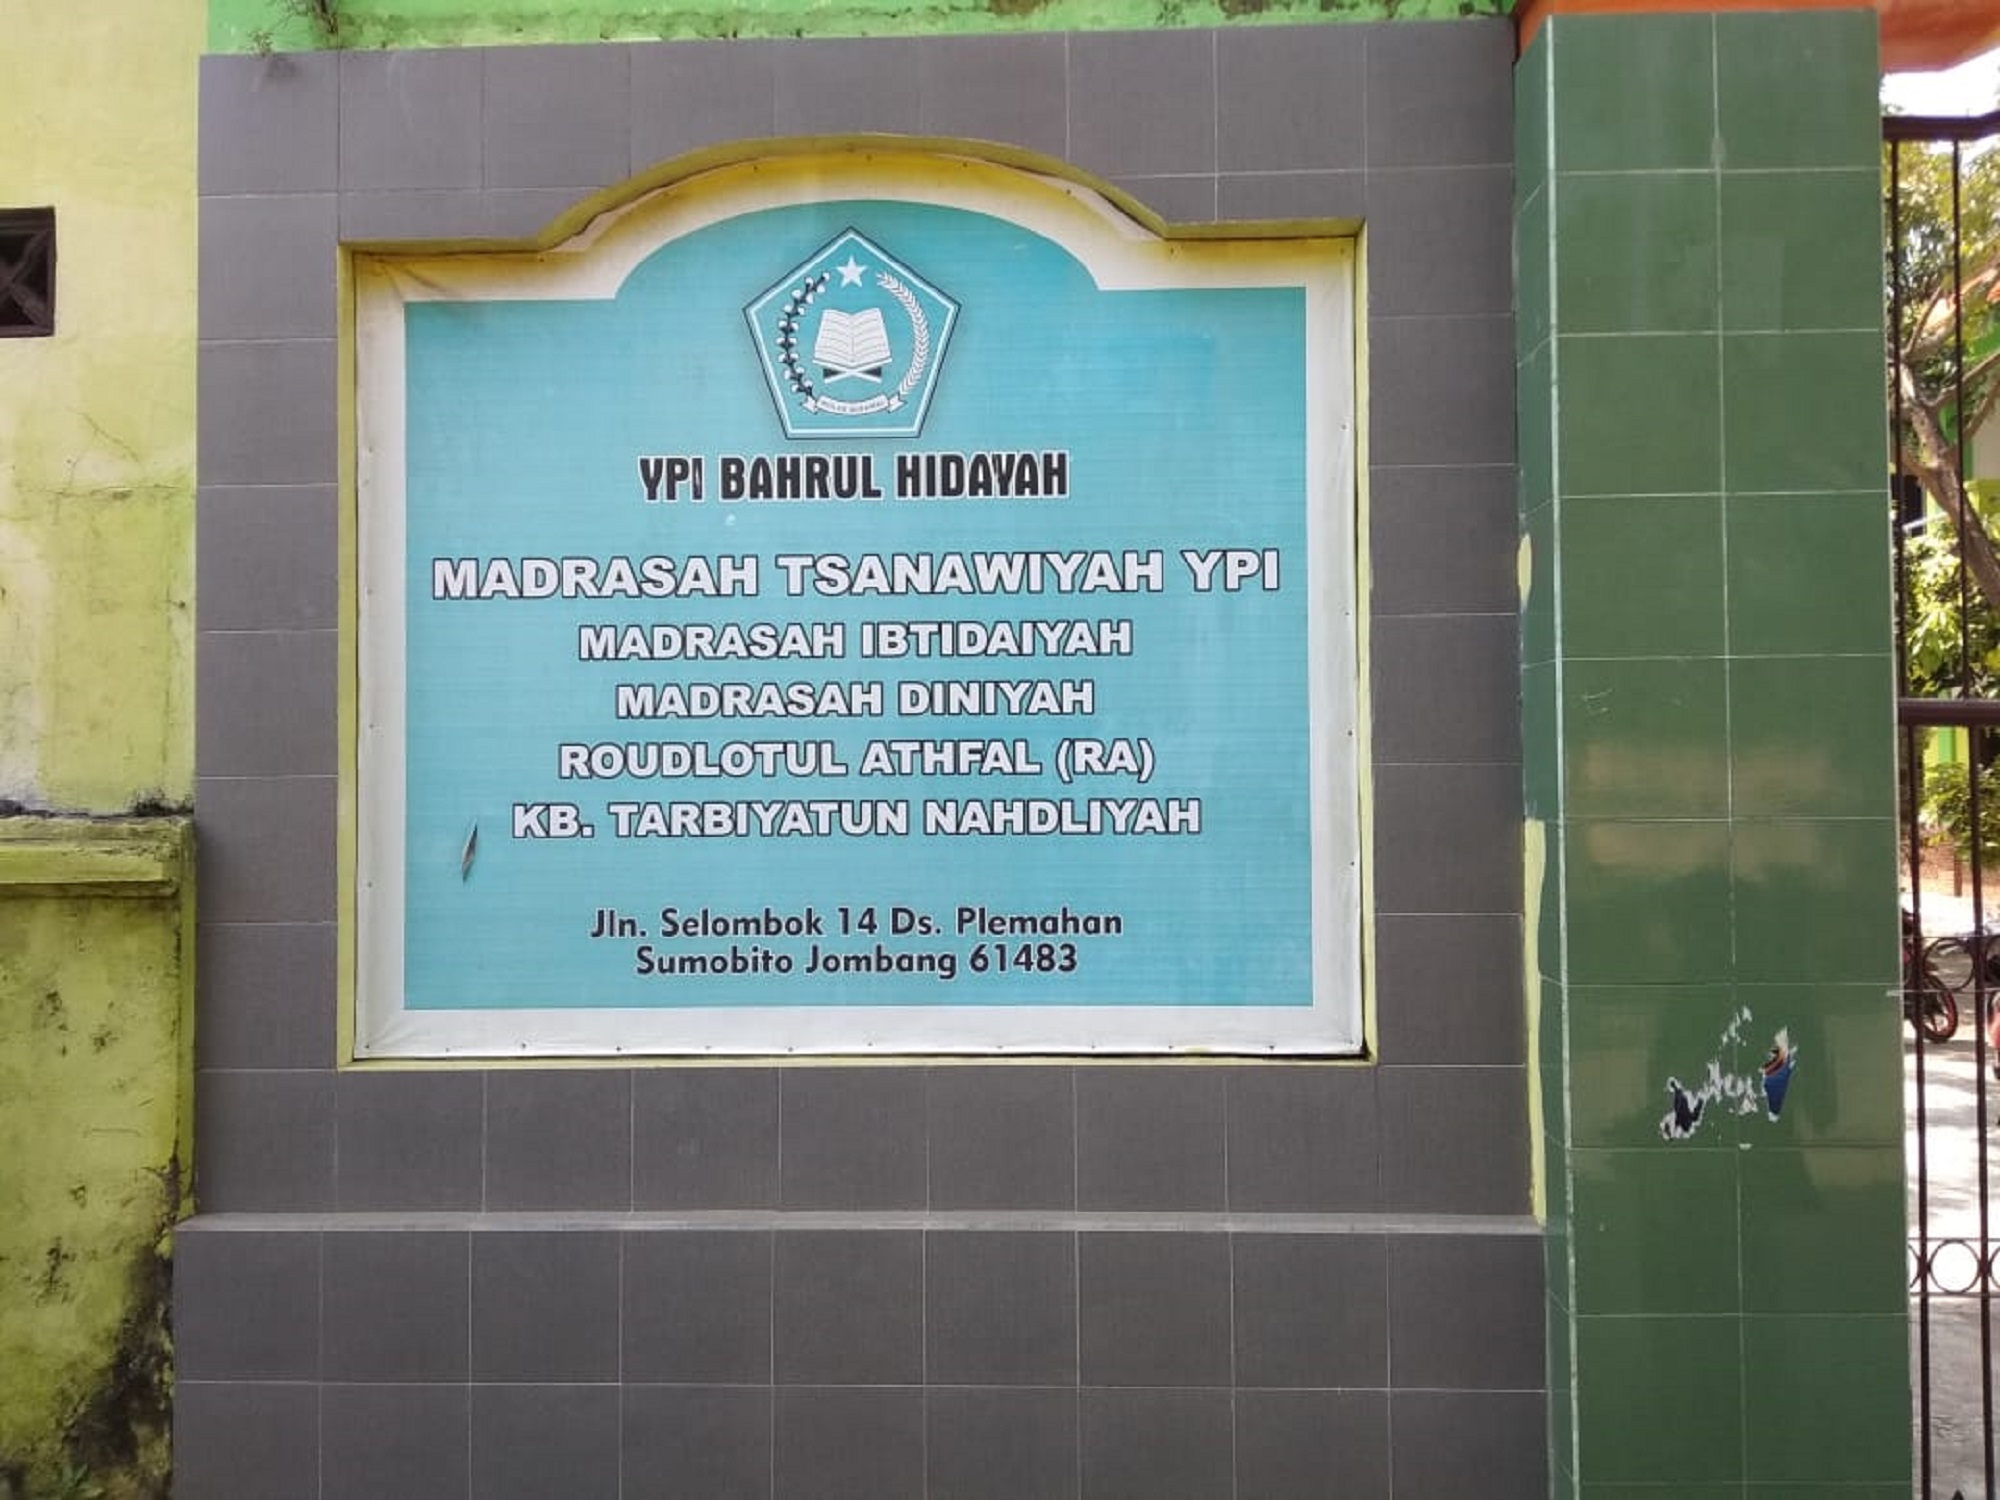 YPI BAHRUL HIDAYAH
MADRASAH TSANAWIYAH YPI
MADRASAH IBTIDAIYAH
MADRASAH DINIYAH
ROUDLOTUL ATHFAL (RA)
KB. TARBIYATUN NAHDLIYAH
Jln. Selombok 14 Ds. Plemahan
Sumobito Jombang 61483